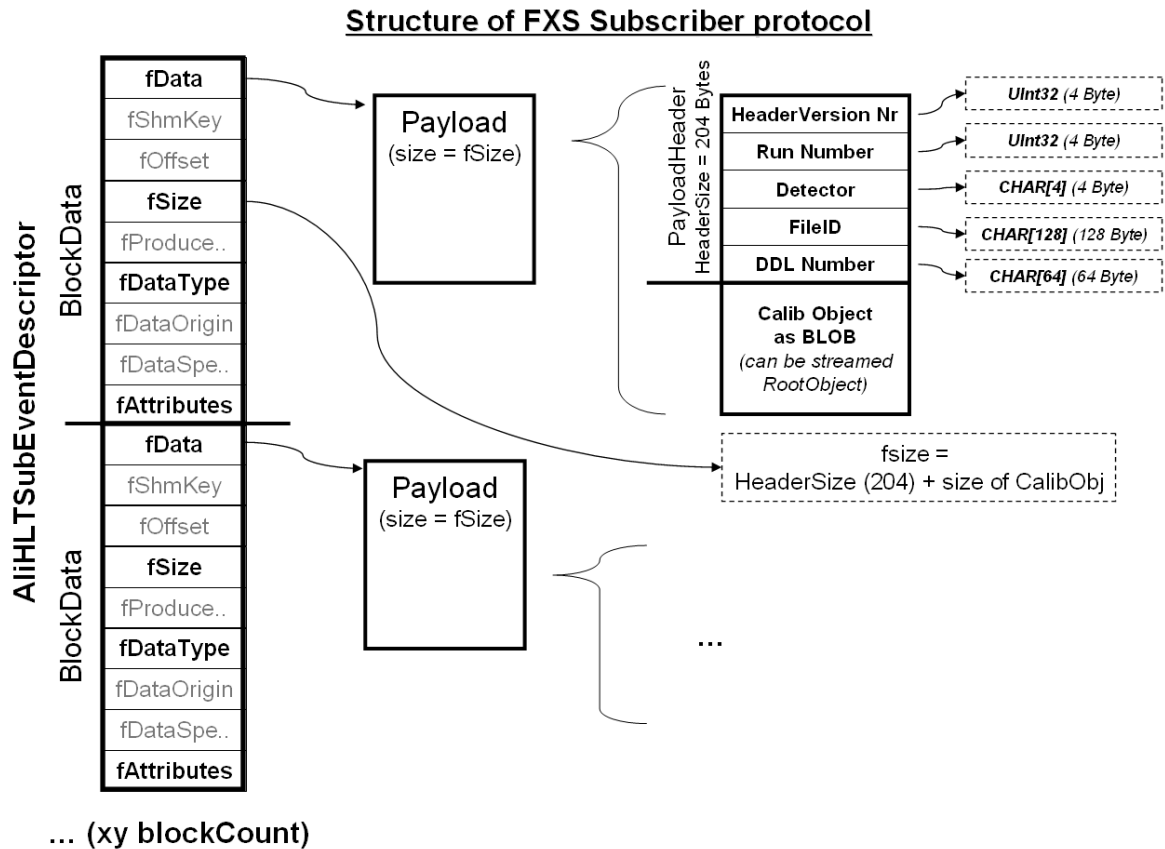 Structure of FXS Subscriber protocol
AliHLTSubEventDescriptor
BlockData
fData
fShmKey
fOffset
fSize
fProduce..
fDataType
fDataOrigin
fDataSpe..
fAttributes
BlockData
fData
fShmKey
fOffset
fSize
fProduce..
fDataType
fDataOrigin
fDataSpe..
fAttributes
... (xy blockCount)
Payload
(size = fSize)
Payload
(size = fSize)
PayloadHeader
HeaderSize = 204 Bytes
HeaderVersion Nr
Run Number
Detector
FileID
DDL Number
Calib Object
as BLOB
(can be streamed
RootObject)
UInt32 (4 Byte)
UInt32 (4 Byte)
CHAR[4] (4 Byte)
CHAR[128] (128 Byte)
CHAR[64] (64 Byte)
fsize =
HeaderSize (204) + size of CalibObj
...